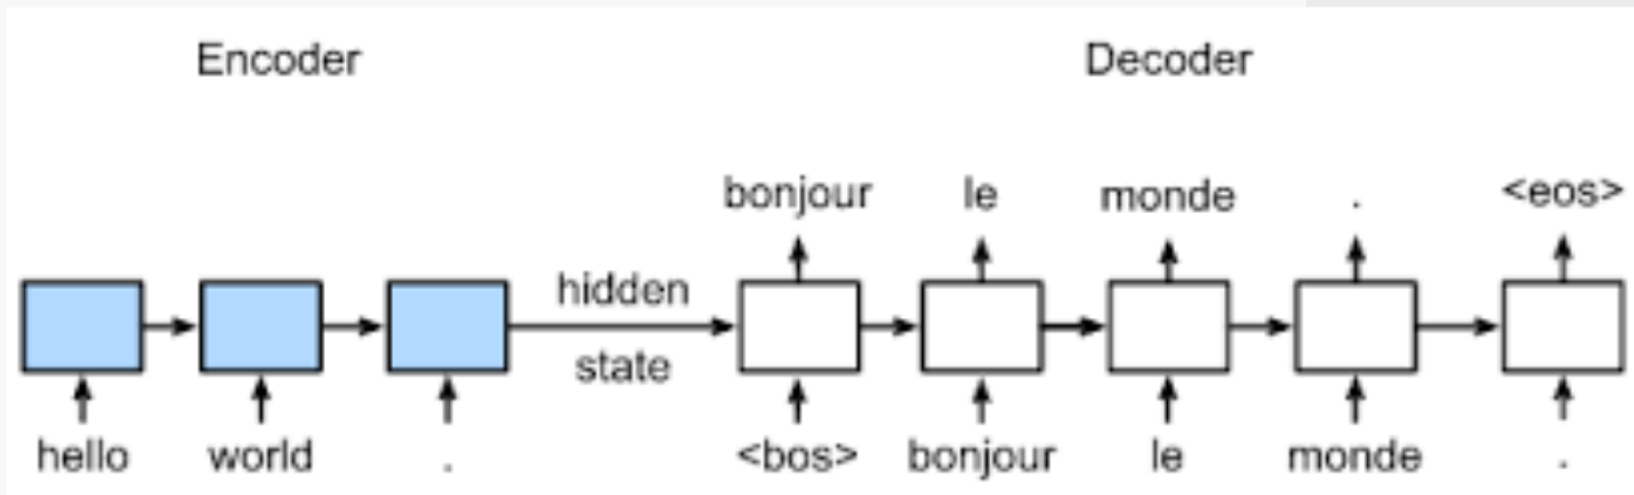 Encoder Decoder
bonjour le monde . <eos>
hidden
state
hello world . <bos> bonjour le monde .